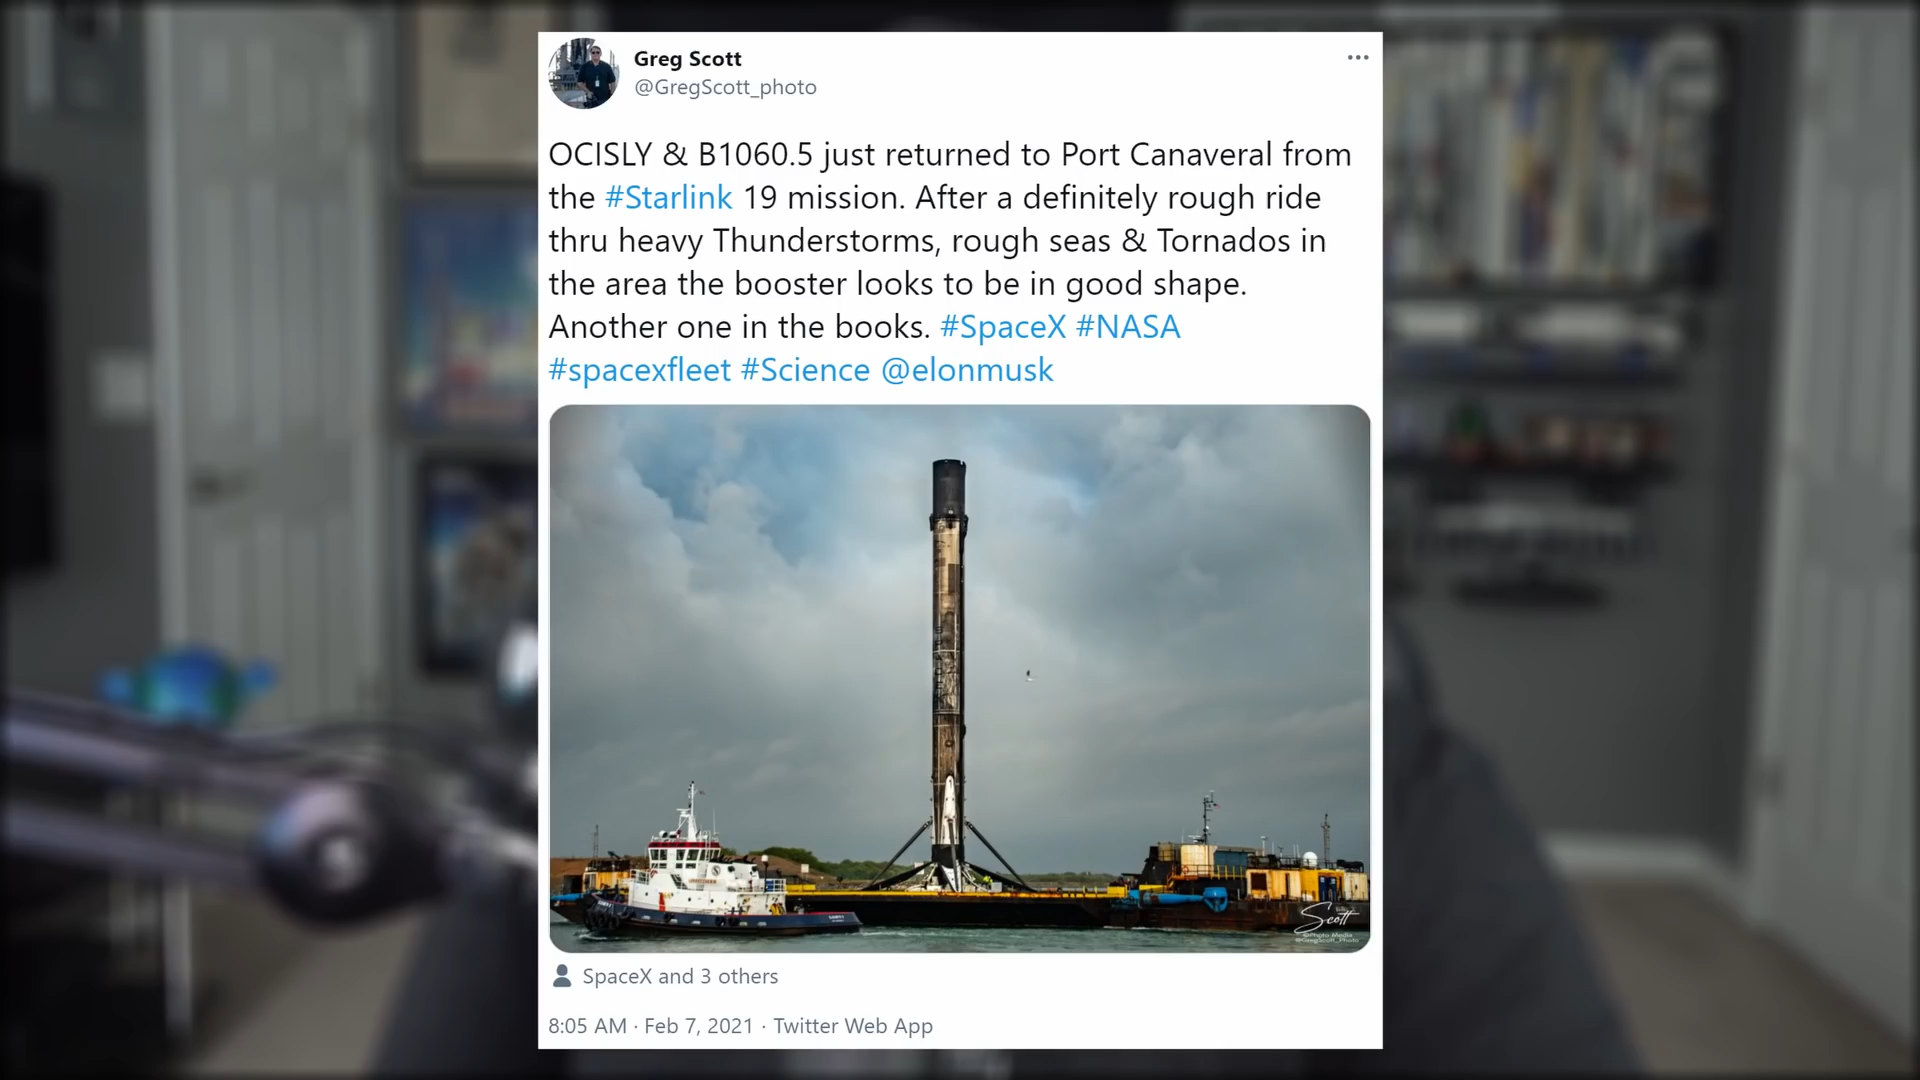 Greg Scott
@GregScott_photo
OCISLY & B1060.5 just returned to Port Canaveral from
the #Starlink 19 mission. After a definitely rough ride
thru heavy Thunderstorms, rough seas & Tornados in
the area the booster looks to be in good shape.
Another one in the books. #SpaceX #NASA
#spacexfleet #Science @elonmusk
Scott
@GregScott_Photo
SpaceX and 3 others
8:05 AM · Feb 7, 2021 · Twitter Web App